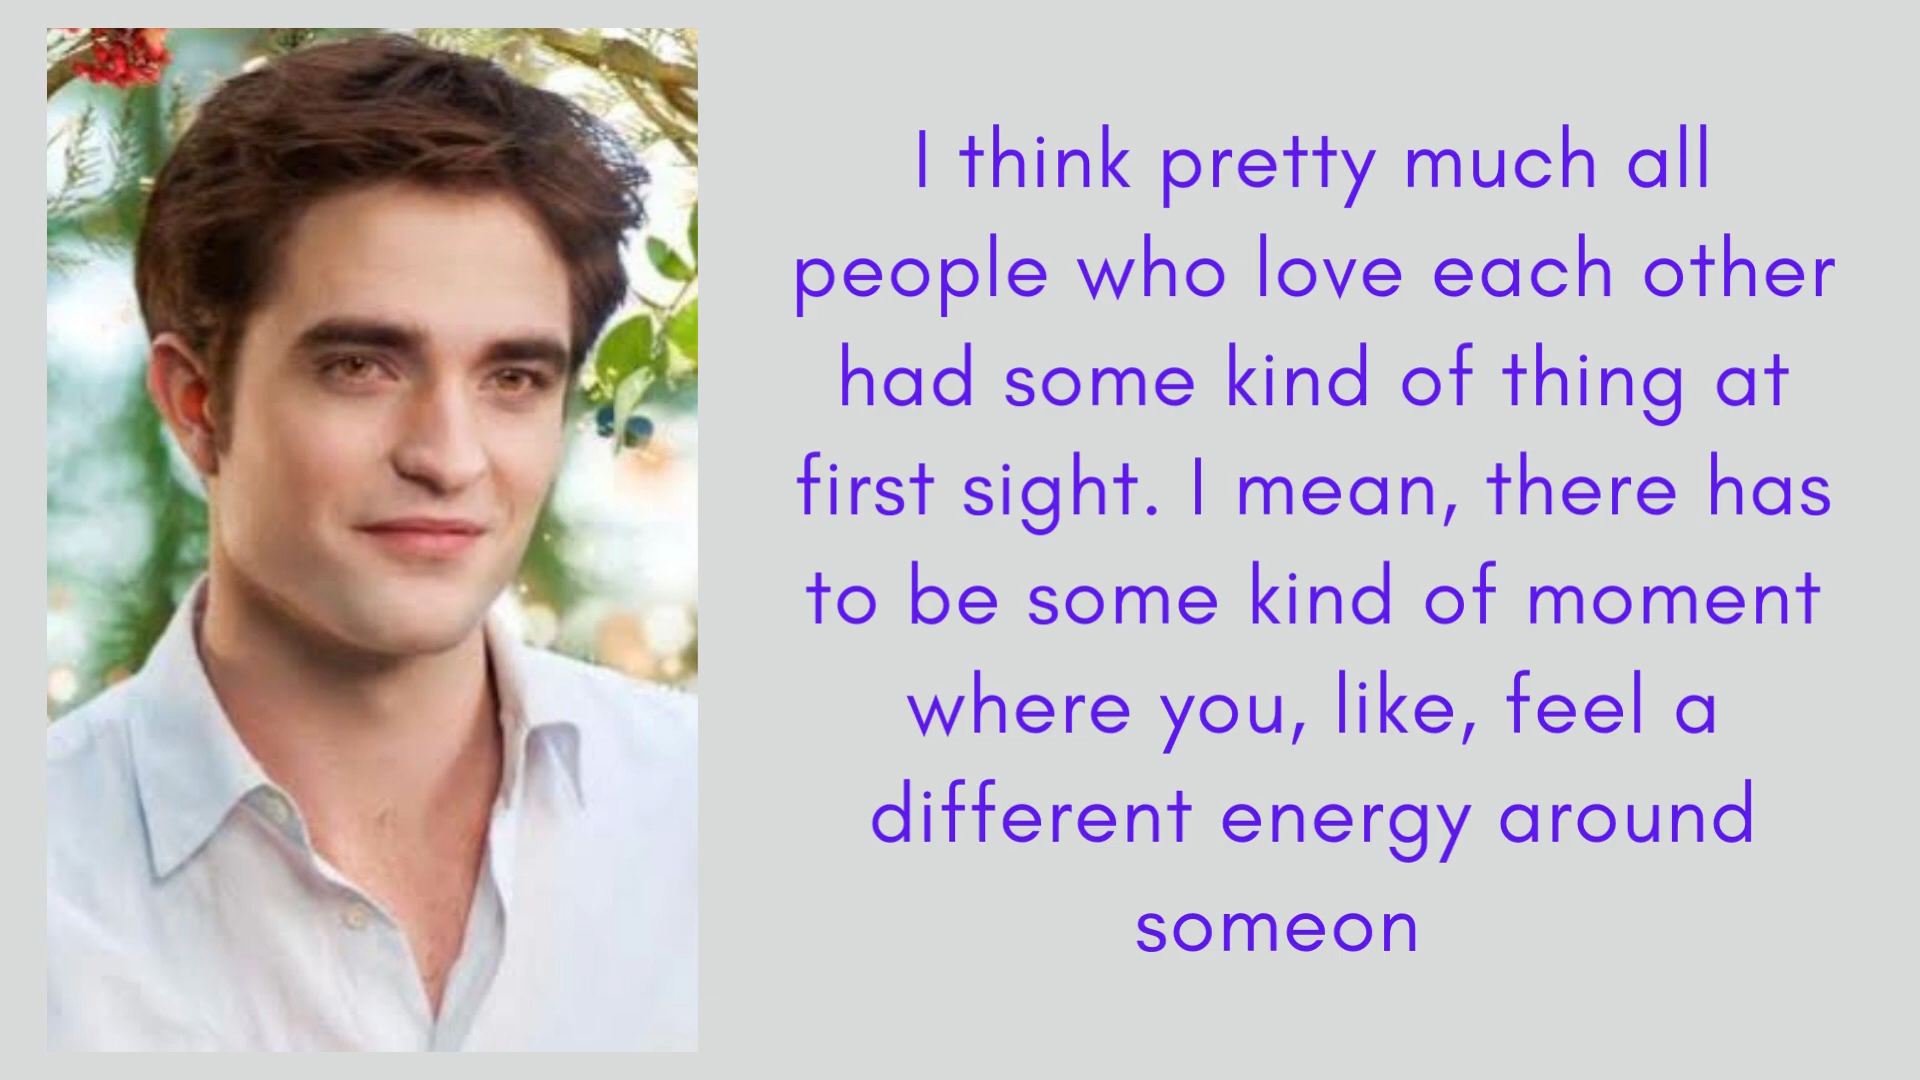 I think pretty much all
people who love each other
had some kind of thing at
first sight. I mean, there has
to be some kind of moment
where you, like, feel a
different energy around
someon